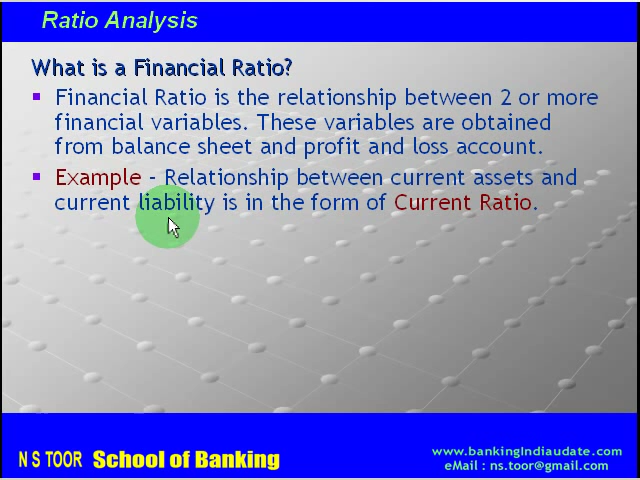 Ratio Analysis
What is a Financial Ratio?
Financial Ratio is the relationship between 2 or more
financial variables. These variables are obtained
from balance sheet and profit and loss account.
Example - Relationship between current assets and
current liability is in the form of Current Ratio.
N S TOOR School of Banking
www.bankingIndiaudate.com
eMail : ns.toor@gmail.com